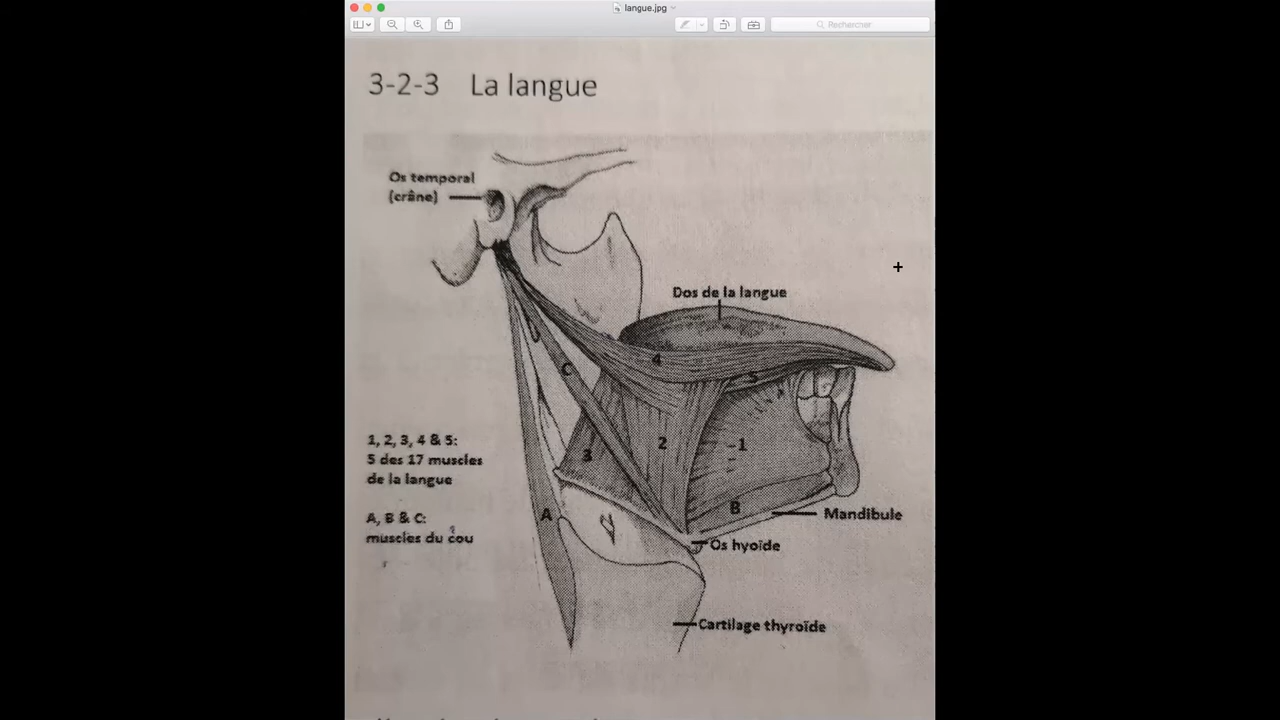 langue.jpg
Rechercher
3-2-3 La langue
Os temporal
(crâne)
Dos de la langue
4
5
C
1, 2, 3, 4 & 5:
5 des 17 muscles
de la langue
2
-1
3
A, B & C:
muscles du cou
A
B
Mandibule
Os hyoïde
Cartilage thyroïde